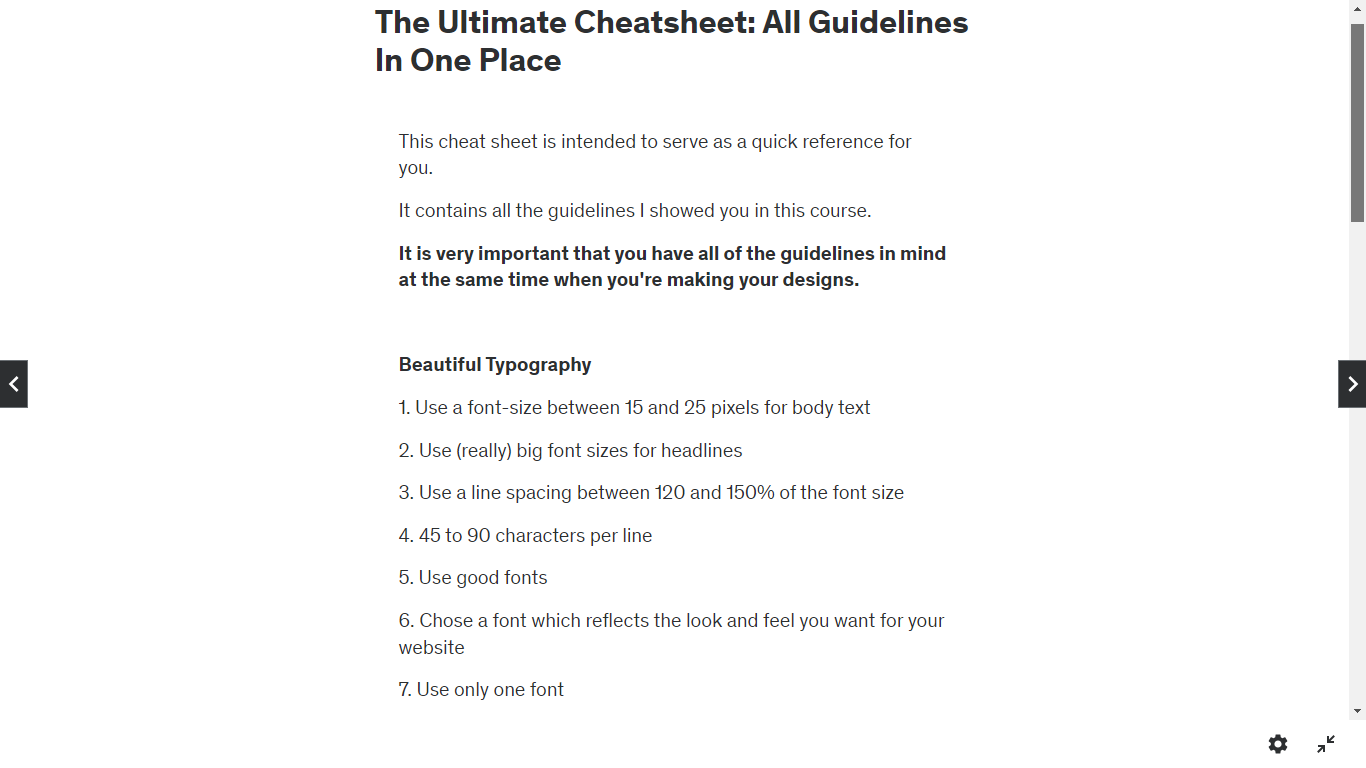 The Ultimate Cheatsheet: All Guidelines
In One Place
This cheat sheet is intended to serve as a quick reference for
you.
It contains all the guidelines I showed you in this course.
It is very important that you have all of the guidelines in mind
at the same time when you're making your designs.
Beautiful Typography
1. Use a font-size between 15 and 25 pixels for body text
2. Use (really) big font sizes for headlines
3. Use a line spacing between 120 and 150% of the font size
4. 45 to 90 characters per line
5. Use good fonts
6. Chose a font which reflects the look and feel you want for your
website
7. Use only one font